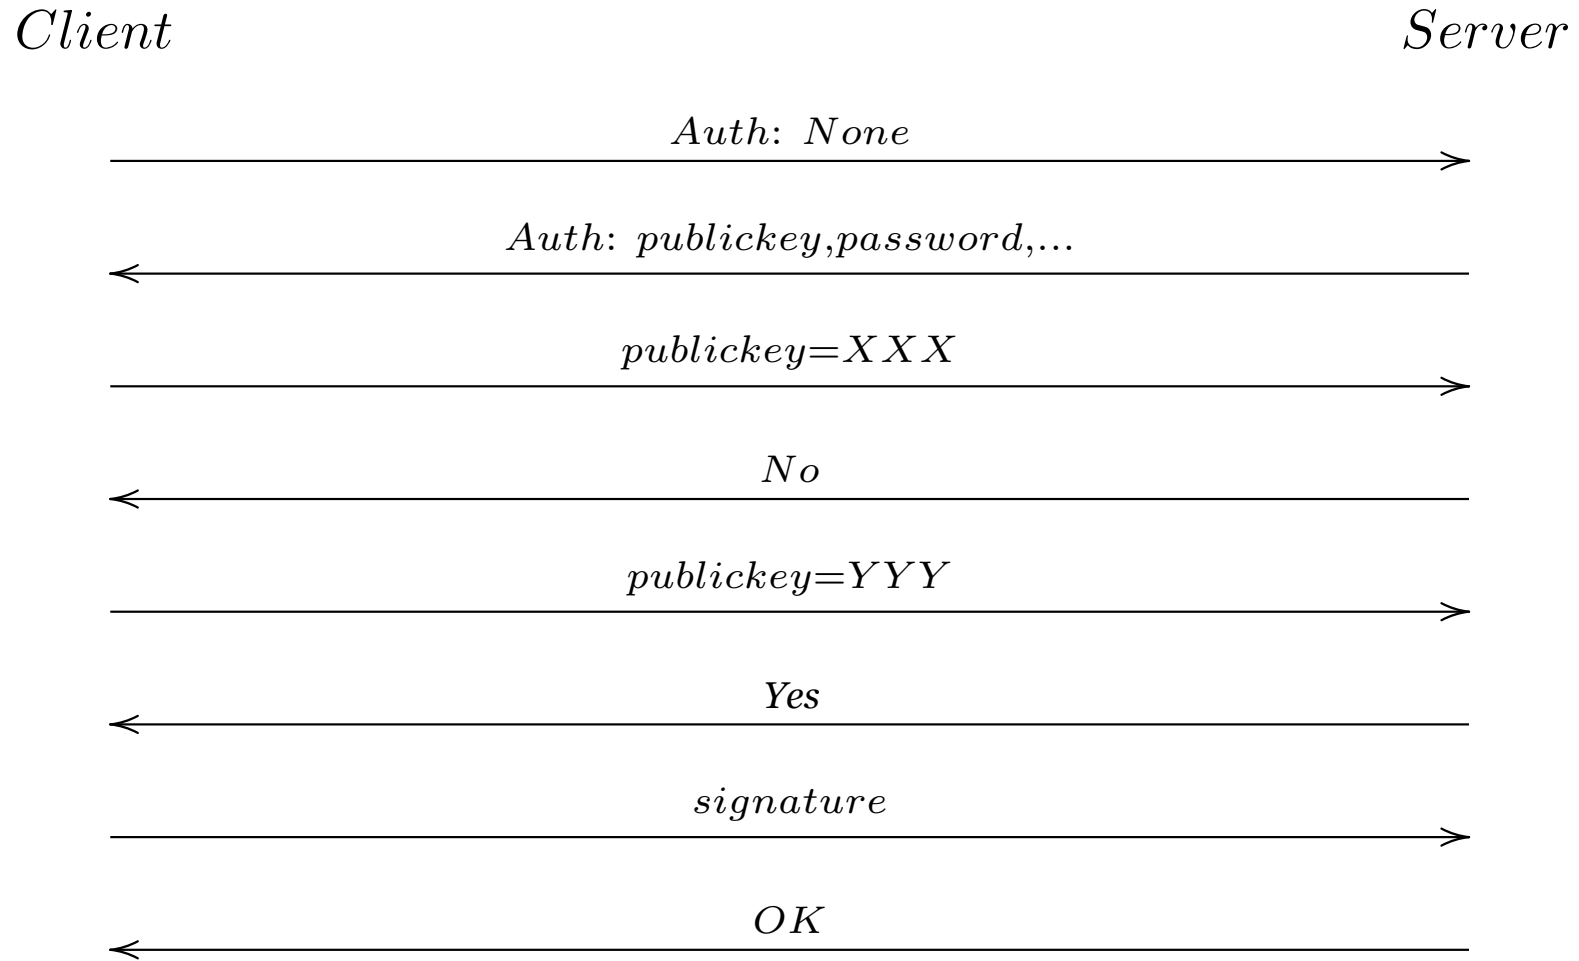 Client Server
Auth: None
Auth: publickey,password,...
publickey=XXX
No
publickey=YYY
Yes
signature
OK